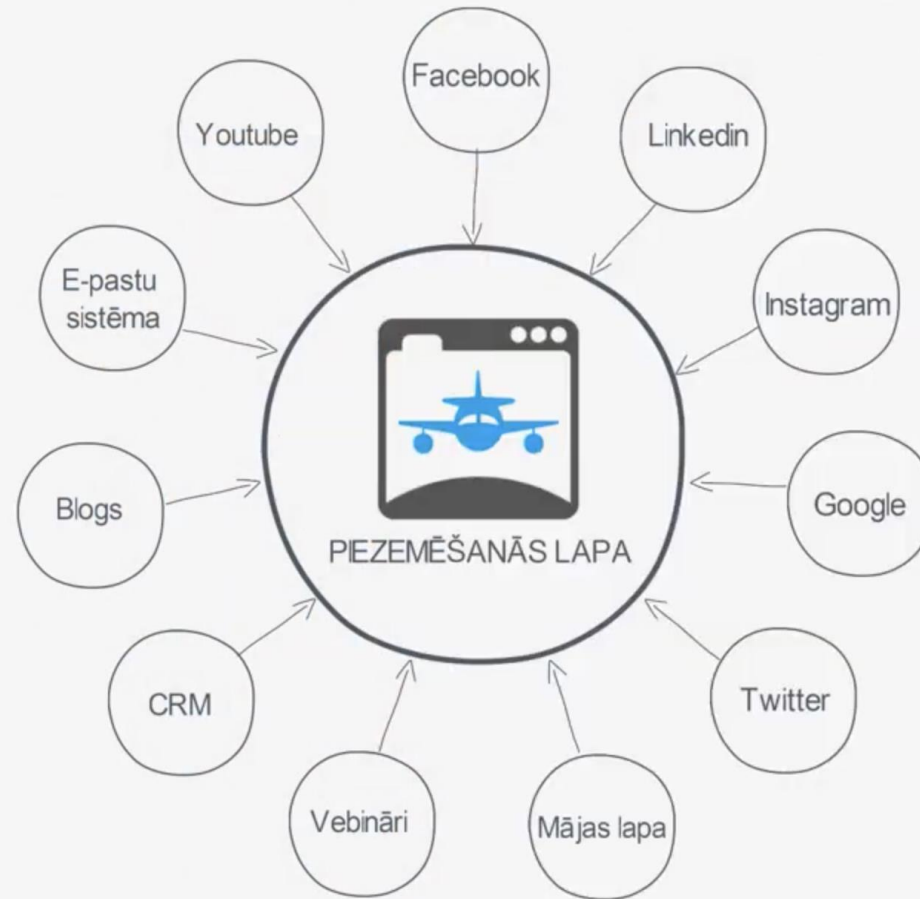 Facebook
Youtube
Linkedin
E-pastu
sistēma
Instagram
Blogs
Google
PIEZEMĒŠANĀS LAPA
CRM
Twitter
Vebināri
Mājas lapa